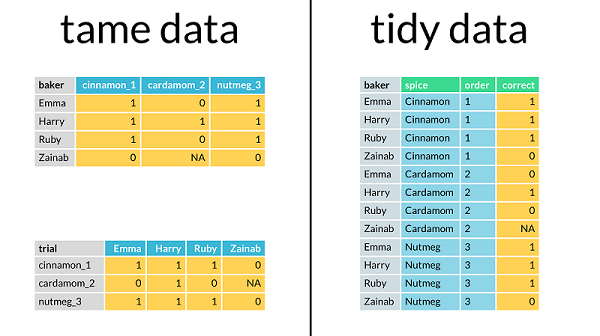 tame data
baker cinnamon_1 cardamom_2 nutmeg_3
Emma 1 0 1
Harry 1 1 1
Ruby 1 0 1
Zainab 0 NA 0
trial Emma Harry Ruby Zainab
cinnamon_1 1 1 1 0
cardamom_2 0 1 0 NA
nutmeg_3 1 1 1 0
tidy data
baker spice order correct
Emma Cinnamon 1 1
Harry Cinnamon 1 1
Ruby Cinnamon 1 1
Zainab Cinnamon 1 0
Emma Cardamom 2 0
Harry Cardamom 2 1
Ruby Cardamom 2 0
Zainab Cardamom 2 NA
Emma Nutmeg 3 1
Harry Nutmeg 3 1
Ruby Nutmeg 3 1
Zainab Nutmeg 3 0